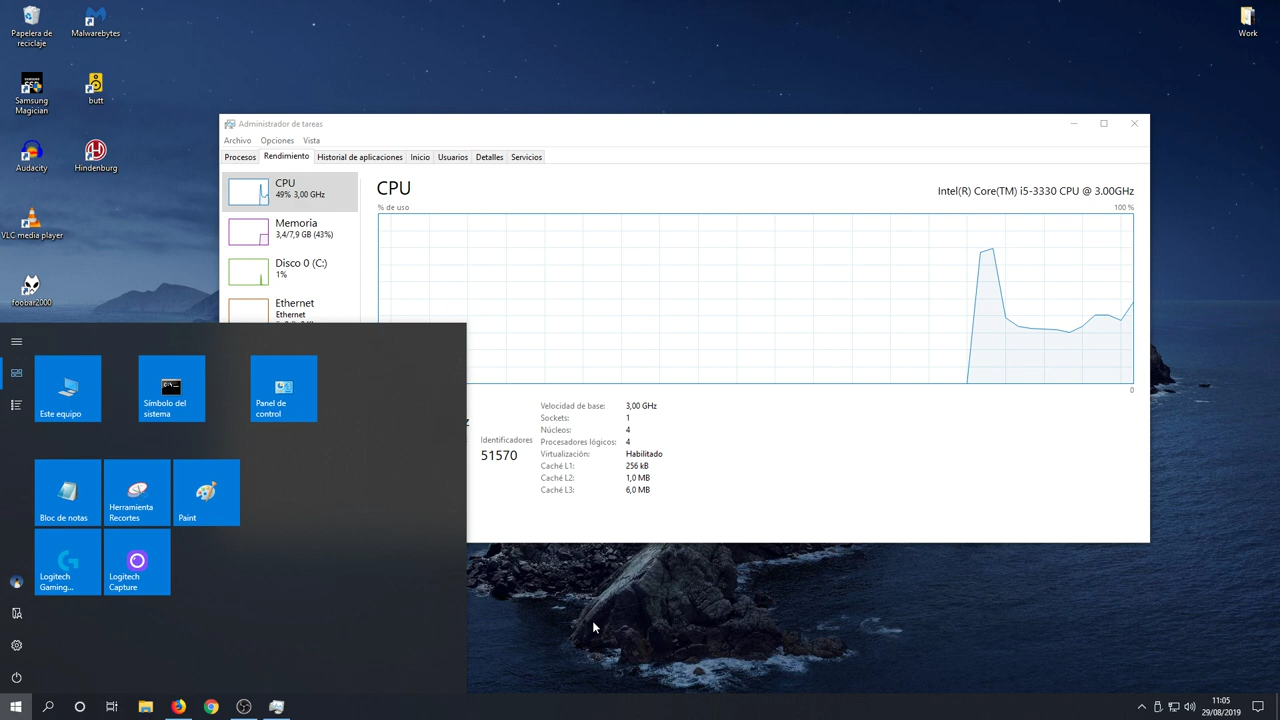 Papelera de
reciclaje
Malwarebytes
Work
Samsung
Magician
butt
Audacity
Hindenburg
VLC media player
foobar2000
Administrador de tareas
Archivo Opciones Vista
Procesos Rendimiento Historial de aplicaciones Inicio Usuarios Detalles Servicios
CPU
49% 3,00 GHz
Memoria
3,4/7,9 GB (43%)
Disco 0 (C:)
1%
Ethernet
Ethernet
CPU
Intel(R) Core(TM) i5-3330 CPU @ 3.00GHz
% de uso
100 %
0
Identificadores
51570
Velocidad de base: 3,00 GHz
Sockets: 1
Núcleos: 4
Procesadores lógicos: 4
Virtualización: Habilitado
Caché L1: 256 kB
Caché L2: 1,0 MB
Caché L3: 6,0 MB
Este equipo
Símbolo del
sistema
Panel de
control
Bloc de notas
Herramienta
Recortes
Paint
Logitech
Gaming...
Logitech
Capture
11:05
29/08/2019